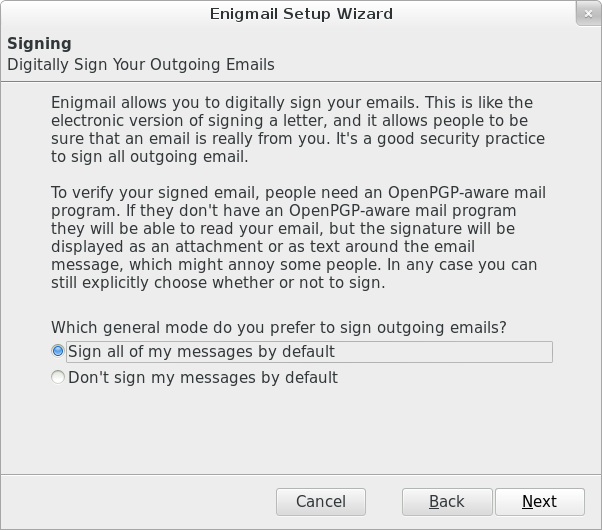 Enigmail Setup Wizard
Signing
Digitally Sign Your Outgoing Emails
Enigmail allows you to digitally sign your emails. This is like the
electronic version of signing a letter, and it allows people to be
sure that an email is really from you. It's a good security practice
to sign all outgoing email.
To verify your signed email, people need an OpenPGP-aware mail
program. If they don't have an OpenPGP-aware mail program
they will be able to read your email, but the signature will be
displayed as an attachment or as text around the email
message, which might annoy some people. In any case you can
still explicitly choose whether or not to sign.
Which general mode do you prefer to sign outgoing emails?
Sign all of my messages by default
Don't sign my messages by default
Cancel Back Next